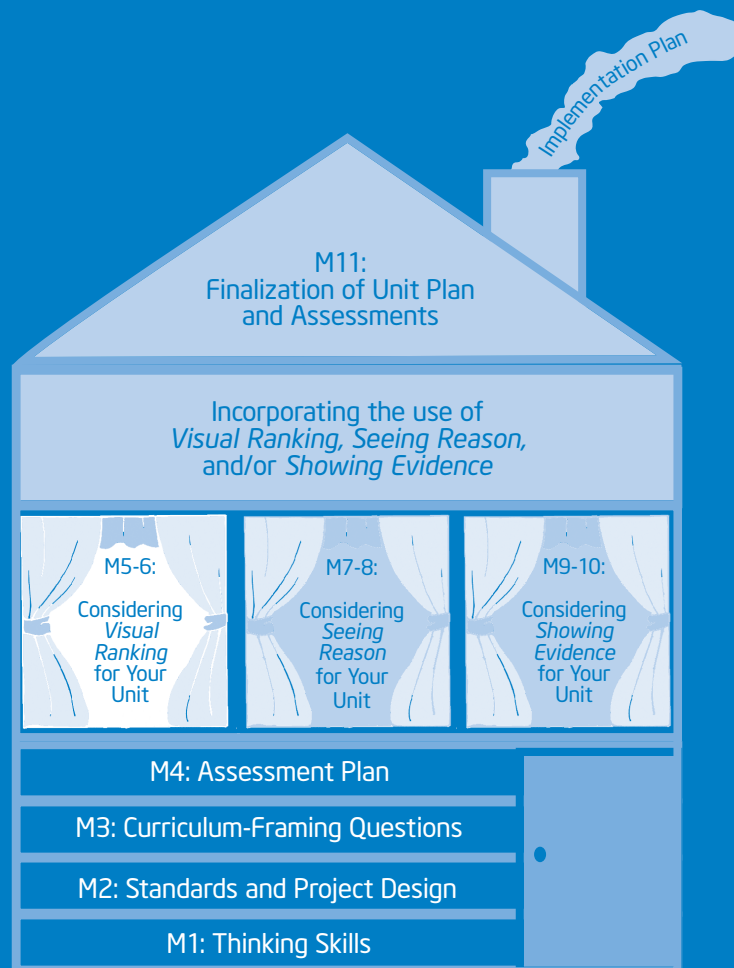 Implementation Plan
M11:
Finalization of Unit Plan
and Assessments
Incorporating the use of
Visual Ranking, Seeing Reason,
and/or Showing Evidence
M5-6:
Considering
Visual
Ranking
for Your
Unit
M7-8:
Considering
Seeing
Reason
for Your
Unit
M9-10:
Considering
Showing
Evidence
for Your
Unit
M4: Assessment Plan
M3: Curriculum-Framing Questions
M2: Standards and Project Design
M1: Thinking Skills